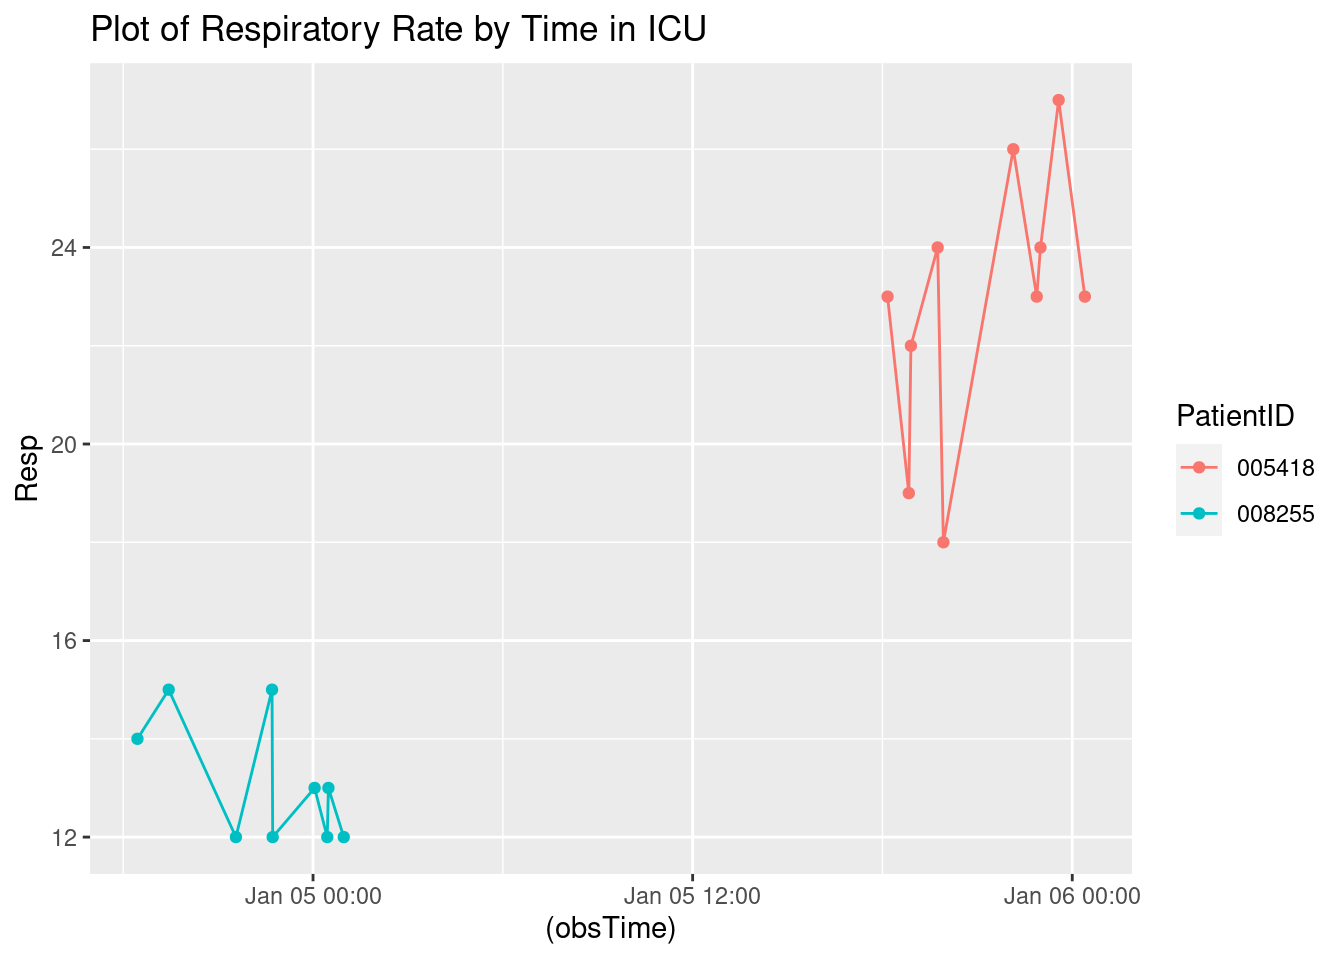 Plot of Respiratory Rate by Time in ICU
24
20
16
12
Resp
Jan 05 00:00
Jan 05 12:00
Jan 06 00:00
(obsTime)
PatientID
005418
008255